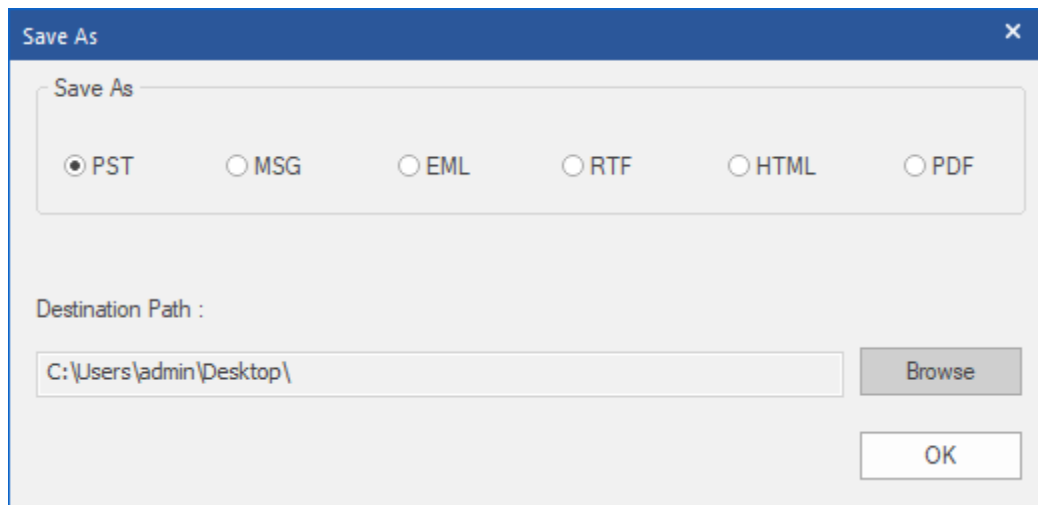 Save As
Save As
PST MSG EML RTF HTML PDF
Destination Path :
C:\Users\admin\Desktop\
Browse
OK